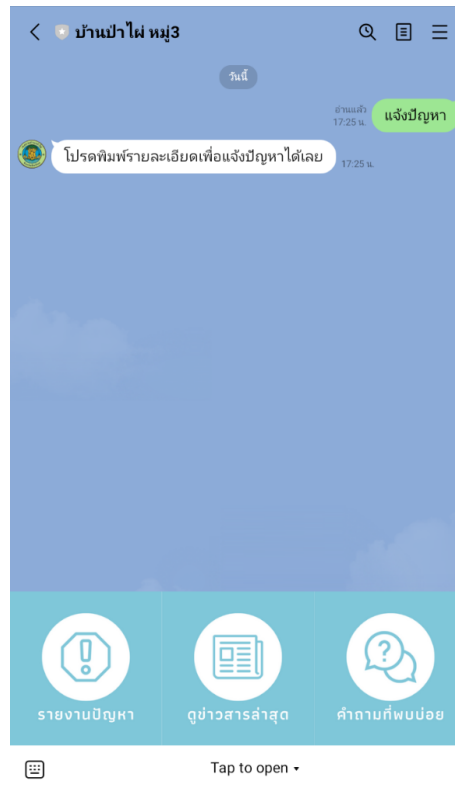 บ้านป่าไผ่ หมู่3
วันนี้
อ่านแล้ว
17:25 น.
แจ้งปัญหา
โปรดพิมพ์รายละเอียดเพื่อแจ้งปัญหาได้เลย
17:25 น.
รายงานปัญหา
ดูข่าวสารล่าสุด
คำถามที่พบบ่อย
Tap to open